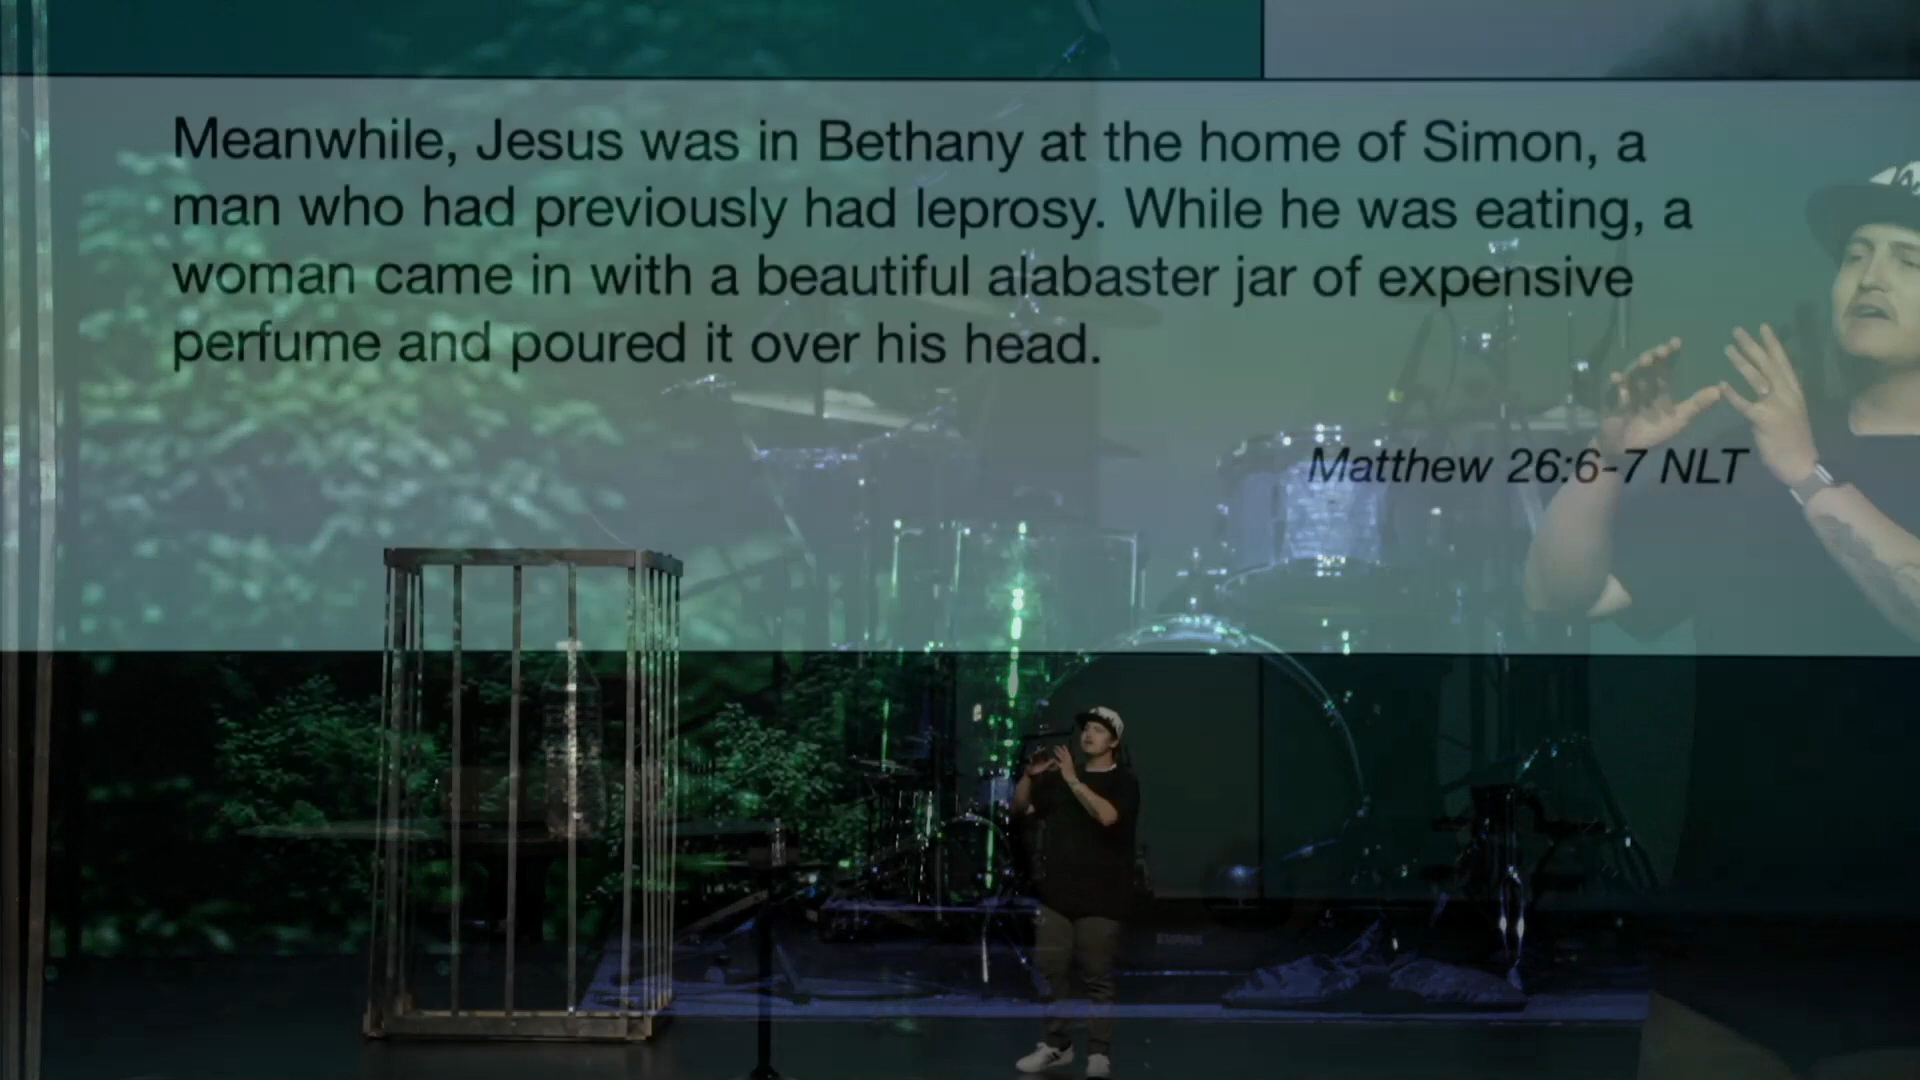 Meanwhile, Jesus was in Bethany at the home of Simon, a
man who had previously had leprosy. While he was eating, a
woman came in with a beautiful alabaster jar of expensive
perfume and poured it over his head.
Matthew 26:6-7 NLT